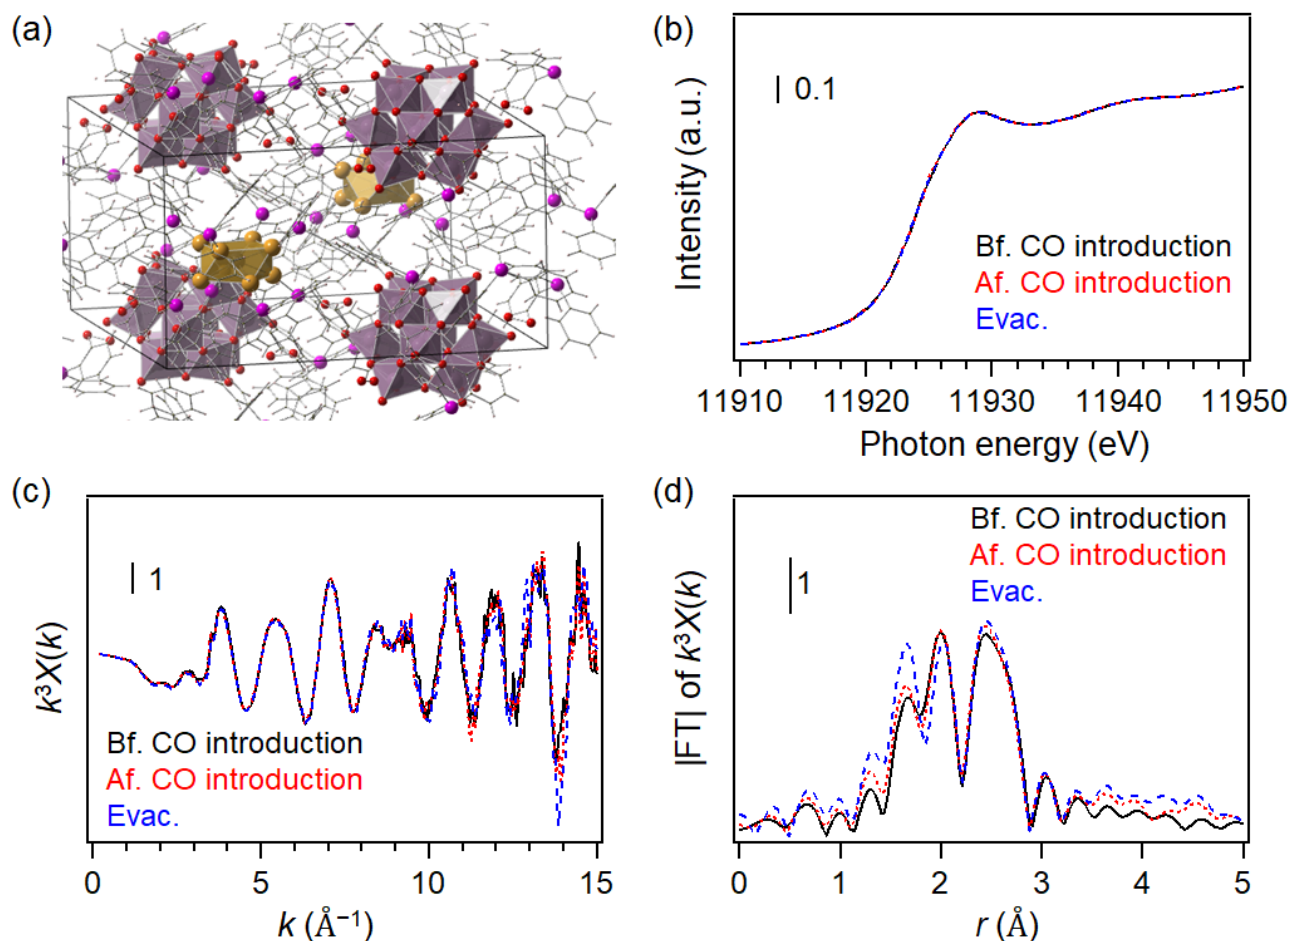 (a)
(b)
0.1
Intensity (a.u.)
Bf. CO introduction
Af. CO introduction
Evac.
11910 11920 11930 11940 11950
Photon energy (eV)
(c)
1
k³X(k)
Bf. CO introduction
Af. CO introduction
Evac.
0 5 10 15
k (Å⁻¹)
(d)
Bf. CO introduction
Af. CO introduction
Evac.
1
|FT| of k³X(k)
0 1 2 3 4 5
r (Å)